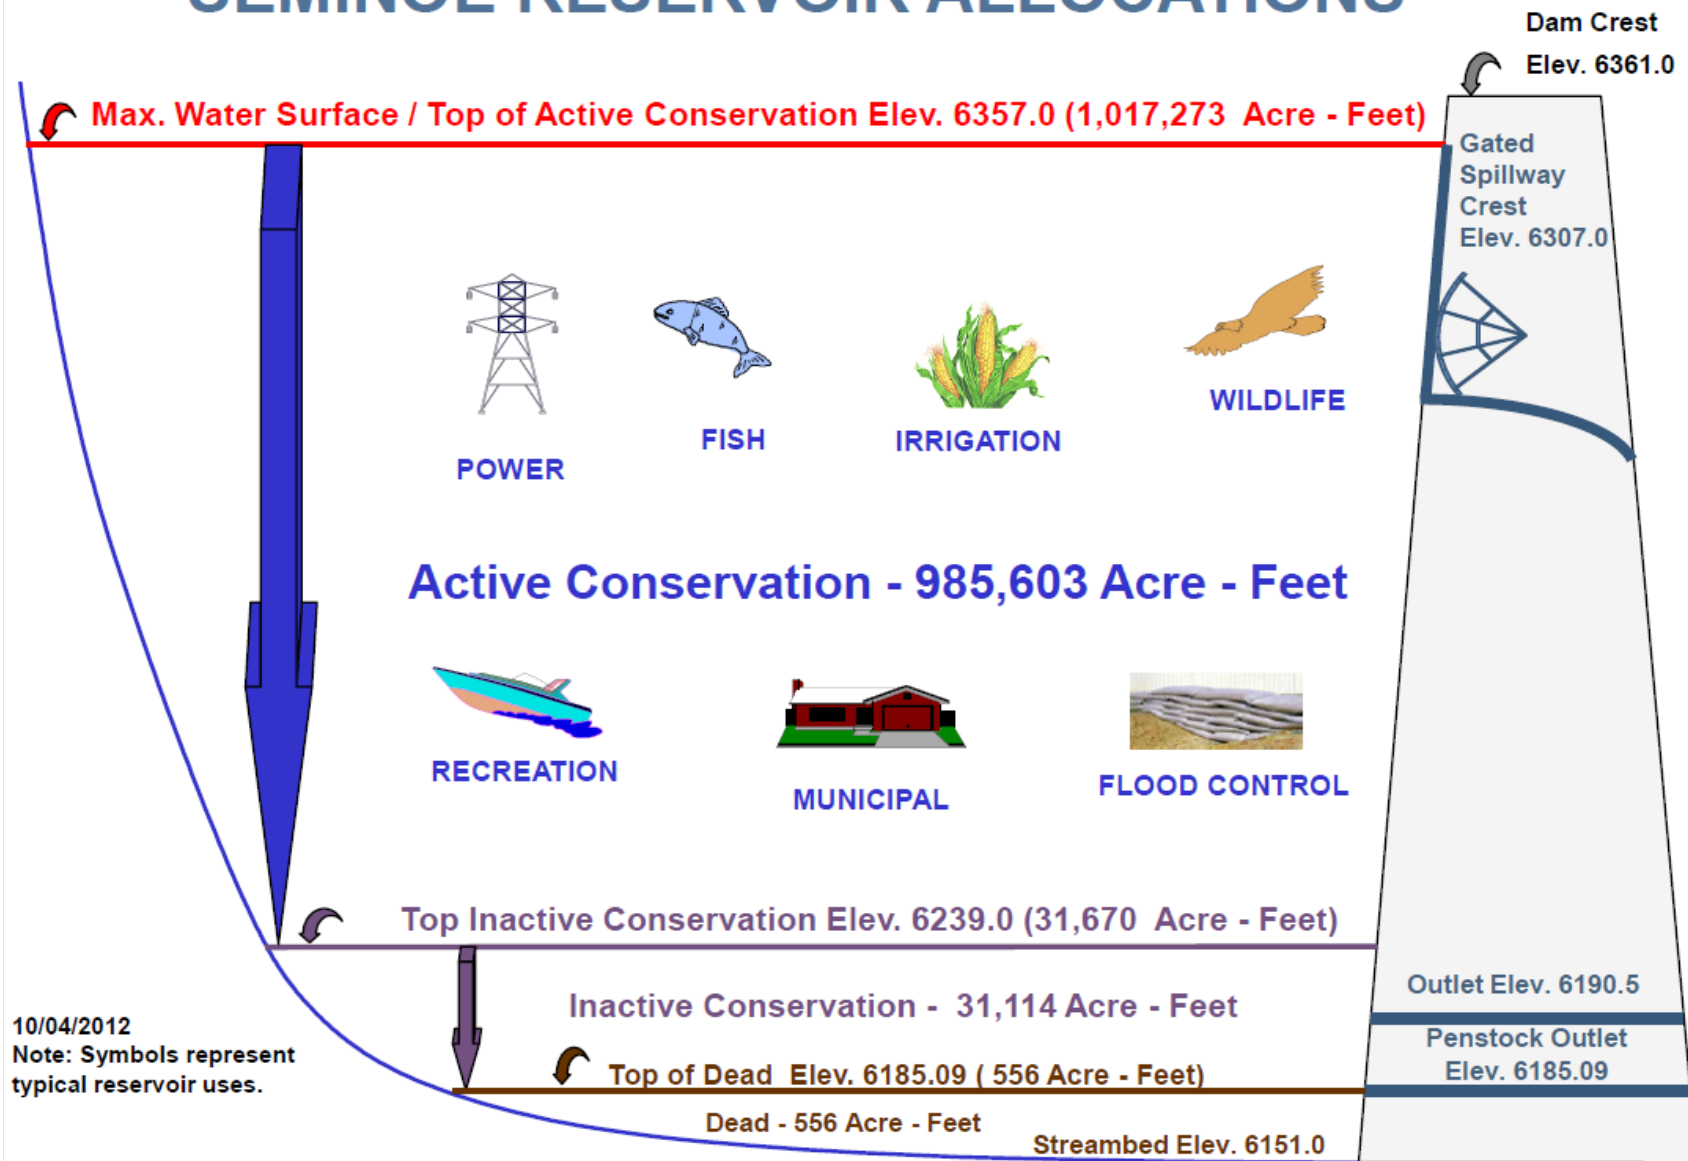 SEMINOE RESERVOIR ALLOCATIONS
Dam Crest
Elev. 6361.0
Max. Water Surface / Top of Active Conservation Elev. 6357.0 (1,017,273 Acre - Feet)
Gated
Spillway
Crest
Elev. 6307.0
POWER
FISH
IRRIGATION
WILDLIFE
Active Conservation - 985,603 Acre - Feet
RECREATION
MUNICIPAL
FLOOD CONTROL
Top Inactive Conservation Elev. 6239.0 (31,670 Acre - Feet)
Outlet Elev. 6190.5
Inactive Conservation - 31,114 Acre - Feet
Penstock Outlet
Elev. 6185.09
10/04/2012
Note: Symbols represent
typical reservoir uses.
Top of Dead Elev. 6185.09 ( 556 Acre - Feet)
Dead - 556 Acre - Feet
Streambed Elev. 6151.0